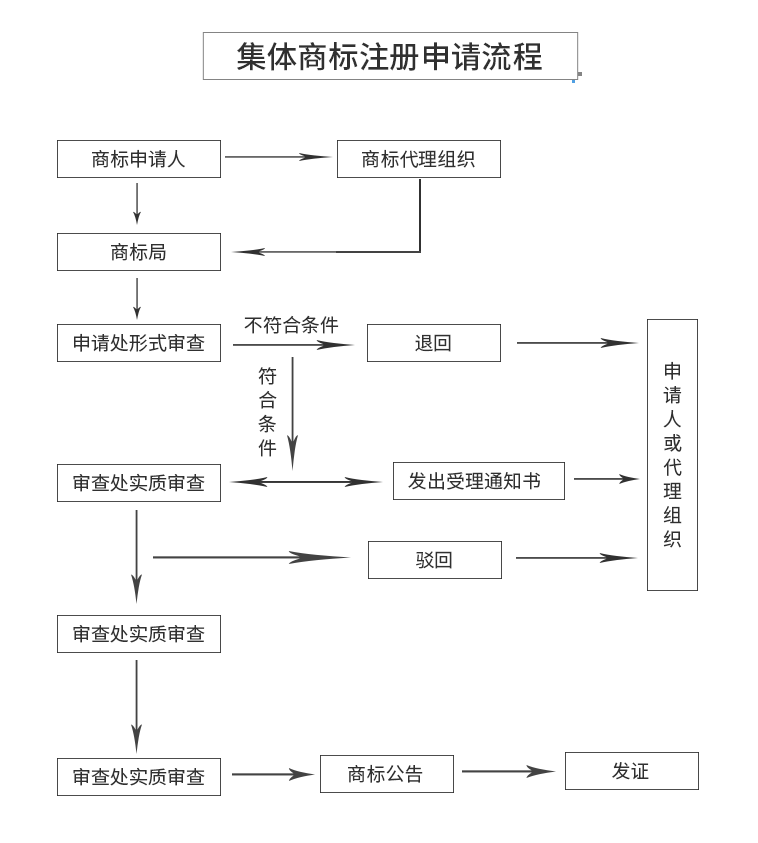 集体商标注册申请流程
商标申请人
商标代理组织
商标局
申请处形式审查
不符合条件
退回
符合条件
申请人或代理组织
审查处实质审查
发出受理通知书
驳回
审查处实质审查
审查处实质审查
商标公告
发证